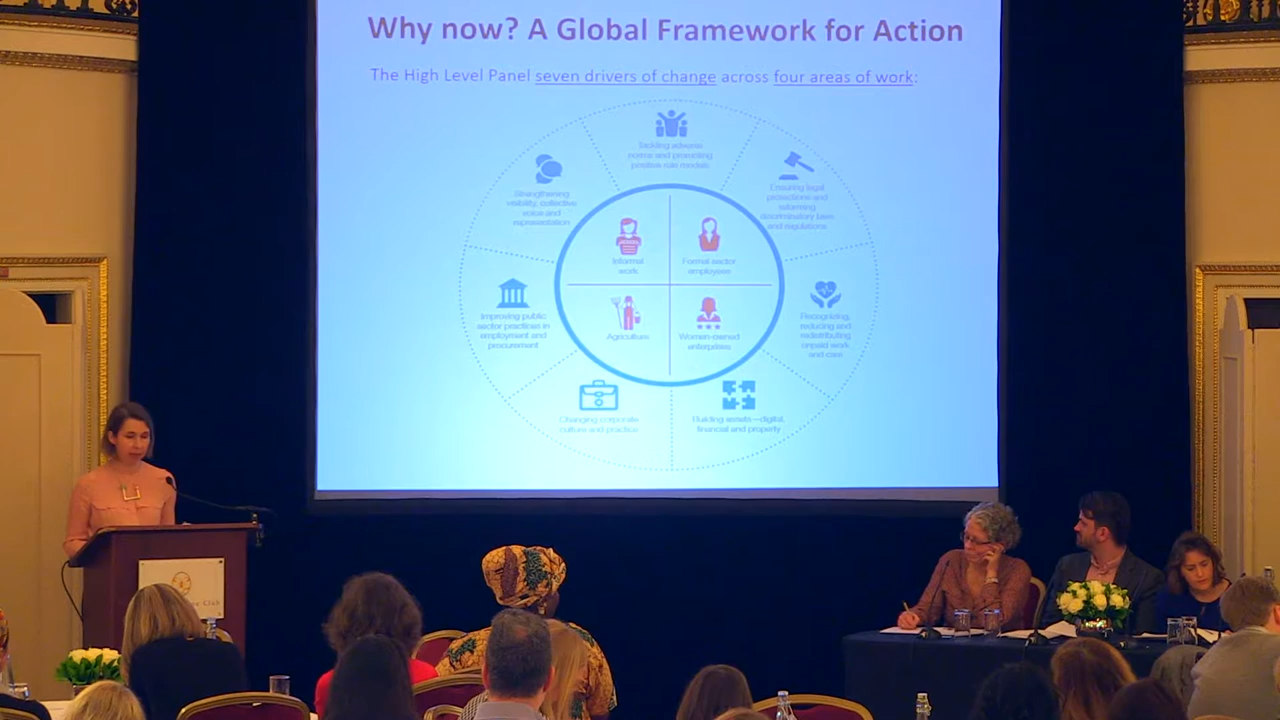 Why now? A Global Framework for Action
The High Level Panel seven drivers of change across four areas of work:
Tackling adverse
norms and promoting
positive role models
Ensuring legal
protections and
reforming
discriminatory laws
and regulations
Recognizing,
reducing and
redistributing
unpaid work
and care
Building assets—digital,
financial and property
Changing corporate
culture and practice
Improving public
sector practices in
employment and
procurement
Strengthening
visibility, collective
voice and
representation
Informal
work
Formal sector
employees
Agriculture
Women-owned
enterprises
Club